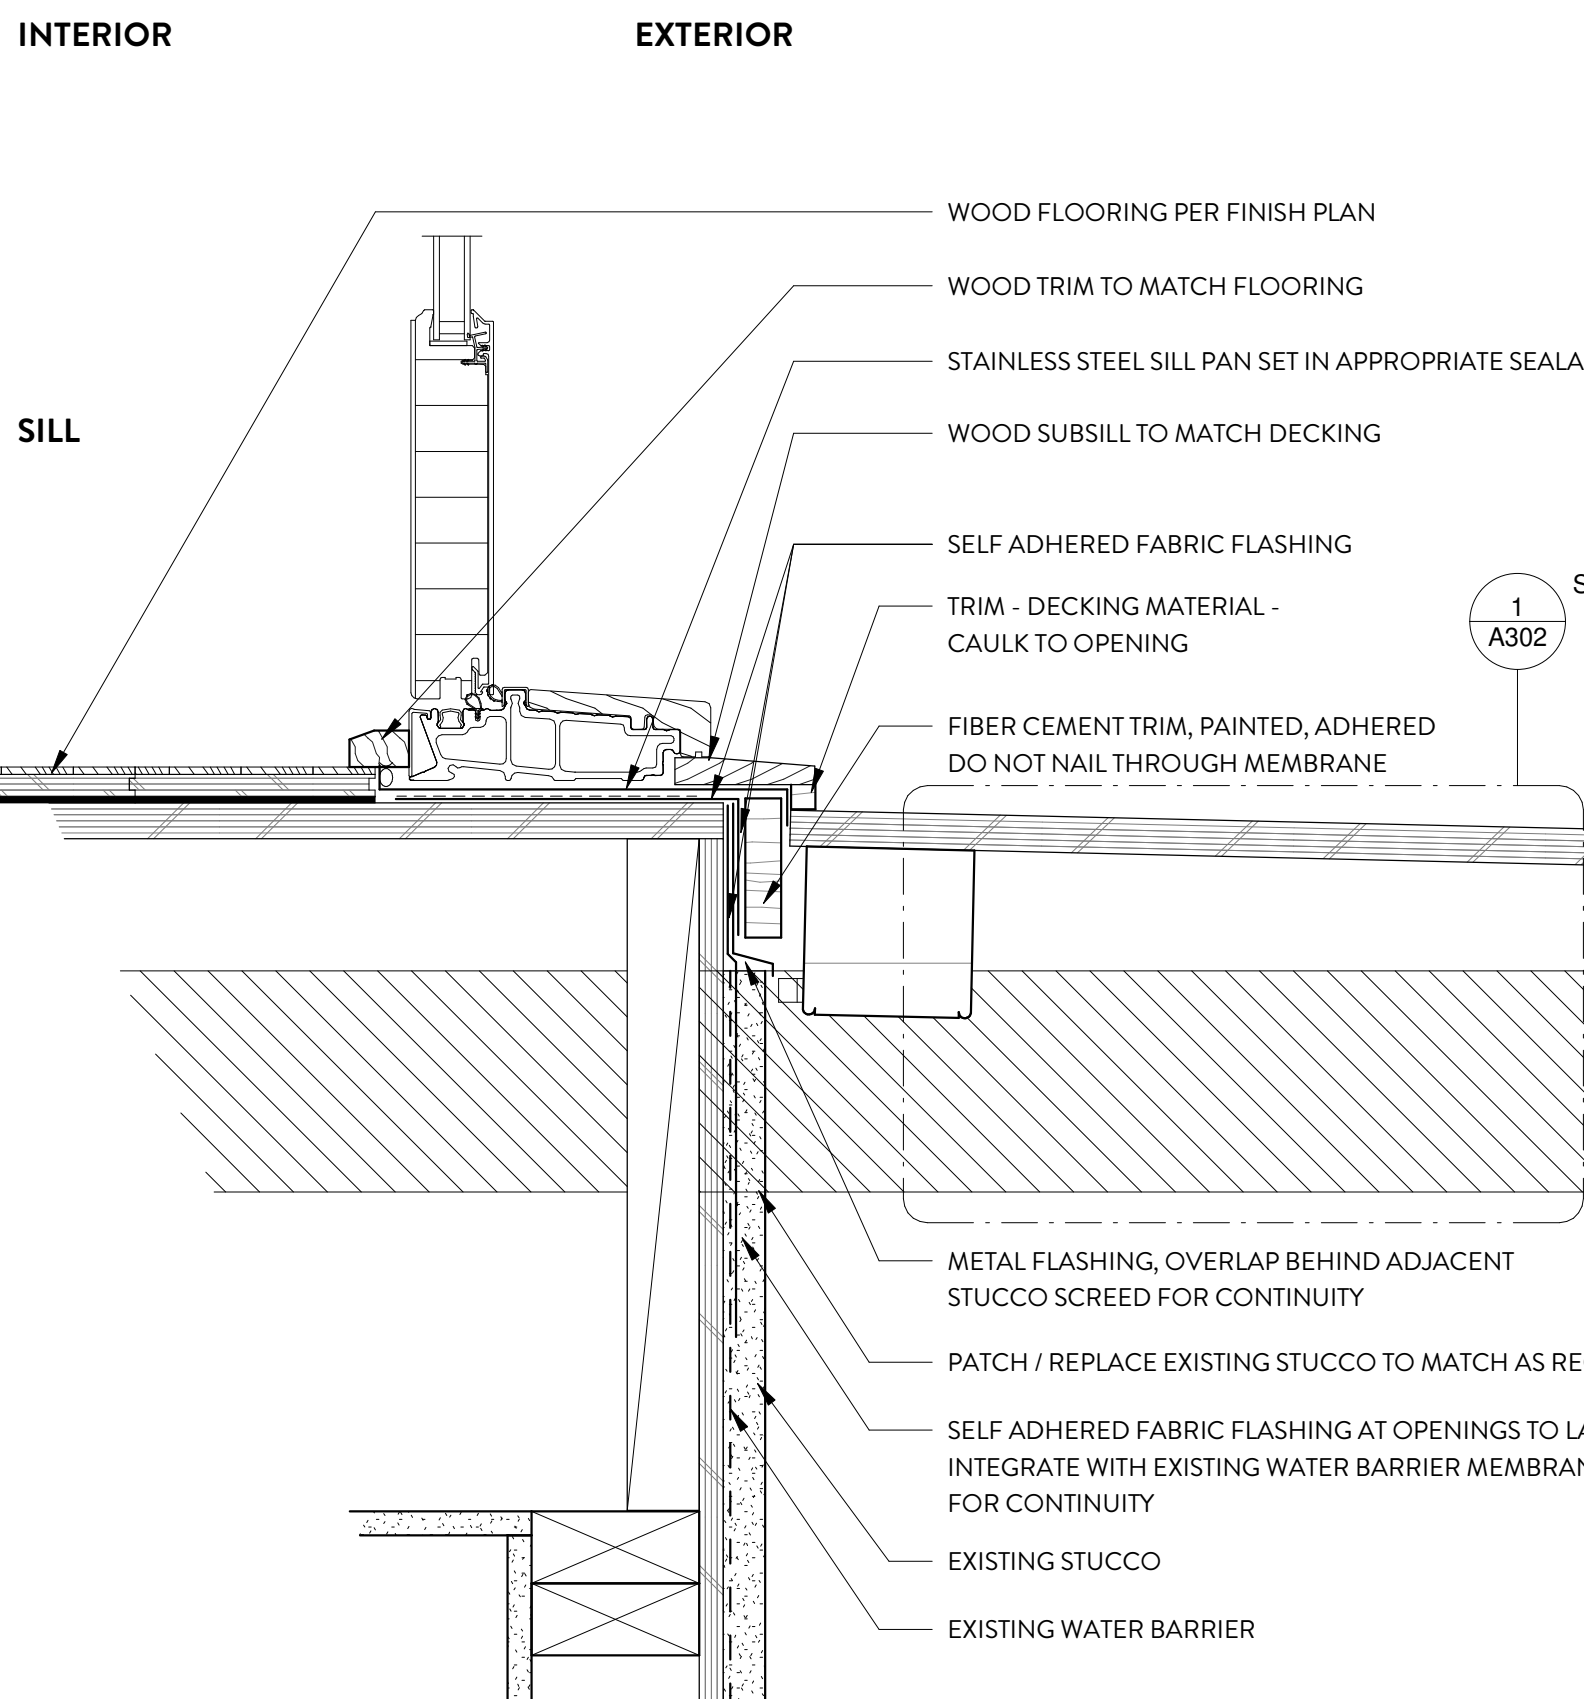 INTERIOR
EXTERIOR
WOOD FLOORING PER FINISH PLAN
WOOD TRIM TO MATCH FLOORING
STAINLESS STEEL SILL PAN SET IN APPROPRIATE
SILL
WOOD SUBSILL TO MATCH DECKING
SELF ADHERED FABRIC FLASHING
TRIM - DECKING MATERIAL -
CAULK TO OPENING
1
A302
FIBER CEMENT TRIM, PAINTED, ADHERED
DO NOT NAIL THROUGH MEMBRANE
METAL FLASHING, OVERLAP BEHIND ADJACENT
STUCCO SCREED FOR CONTINUITY
PATCH / REPLACE EXISTING STUCCO TO MATCH AS
SELF ADHERED FABRIC FLASHING AT OPENINGS TO
INTEGRATE WITH EXISTING WATER BARRIER
FOR CONTINUITY
EXISTING STUCCO
EXISTING WATER BARRIER